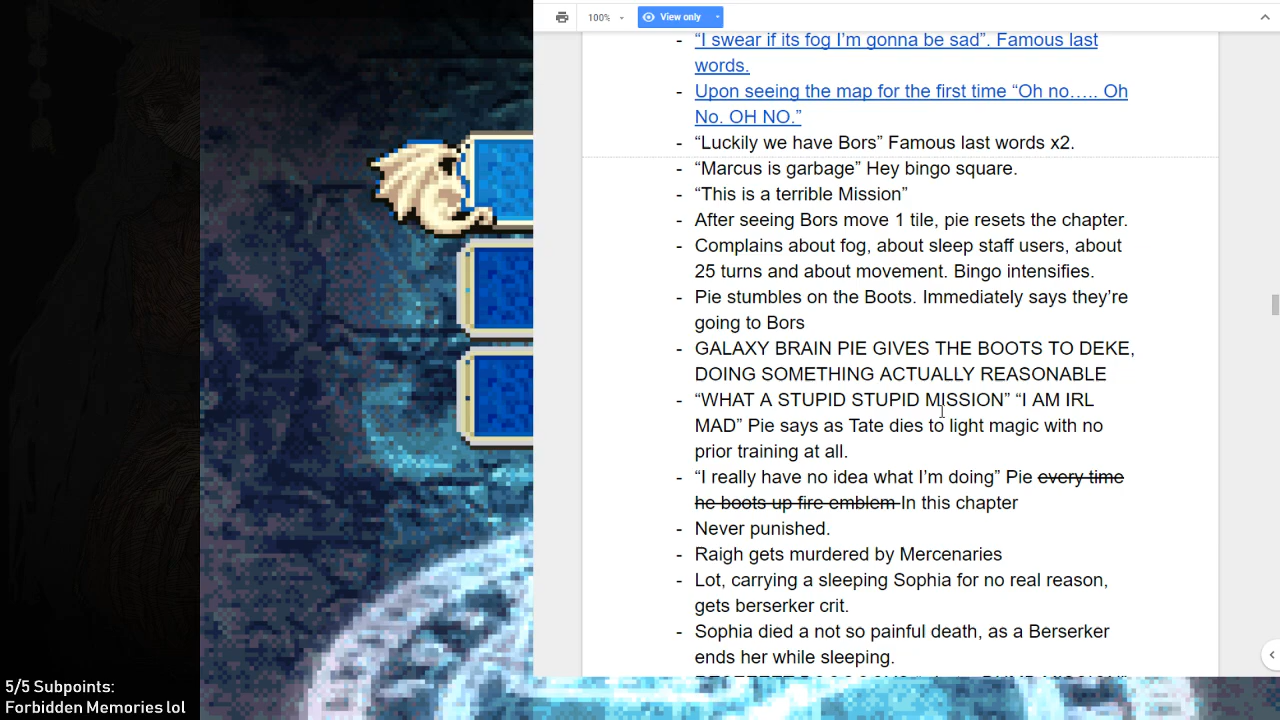 100%
View only
- “I swear if its fog I’m gonna be sad”. Famous last
words.
- Upon seeing the map for the first time “Oh no….. Oh
No. OH NO.”
- “Luckily we have Bors” Famous last words x2.
- “Marcus is garbage” Hey bingo square.
- “This is a terrible Mission”
- After seeing Bors move 1 tile, pie resets the chapter.
- Complains about fog, about sleep staff users, about
25 turns and about movement. Bingo intensifies.
- Pie stumbles on the Boots. Immediately says they’re
going to Bors
- GALAXY BRAIN PIE GIVES THE BOOTS TO DEKE,
DOING SOMETHING ACTUALLY REASONABLE
- “WHAT A STUPID STUPID MISSION” “I AM IRL
MAD” Pie says as Tate dies to light magic with no
prior training at all.
- “I really have no idea what I’m doing” Pie every time
he boots up fire emblem In this chapter
- Never punished.
- Raigh gets murdered by Mercenaries
- Lot, carrying a sleeping Sophia for no real reason,
gets berserker crit.
- Sophia died a not so painful death, as a Berserker
ends her while sleeping.
5/5 Subpoints:
Forbidden Memories lol